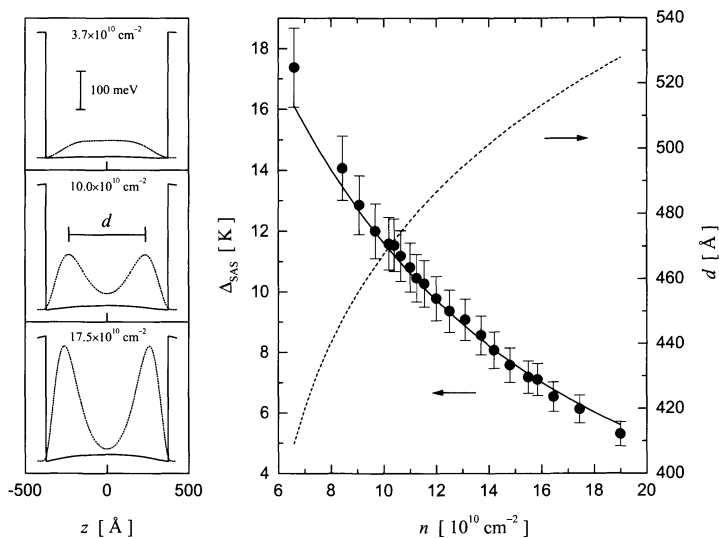 3.7×10¹⁰ cm⁻²
100 meV
10.0×10¹⁰ cm⁻²
d
17.5×10¹⁰ cm⁻²
-500 0 500
z [ Å ]
18
16
14
12
10
8
6
4
Δ_SAS [ K ]
6 8 10 12 14 16 18 20
n [ 10¹⁰ cm⁻² ]
540
520
500
480
460
440
420
400
d [ Å ]